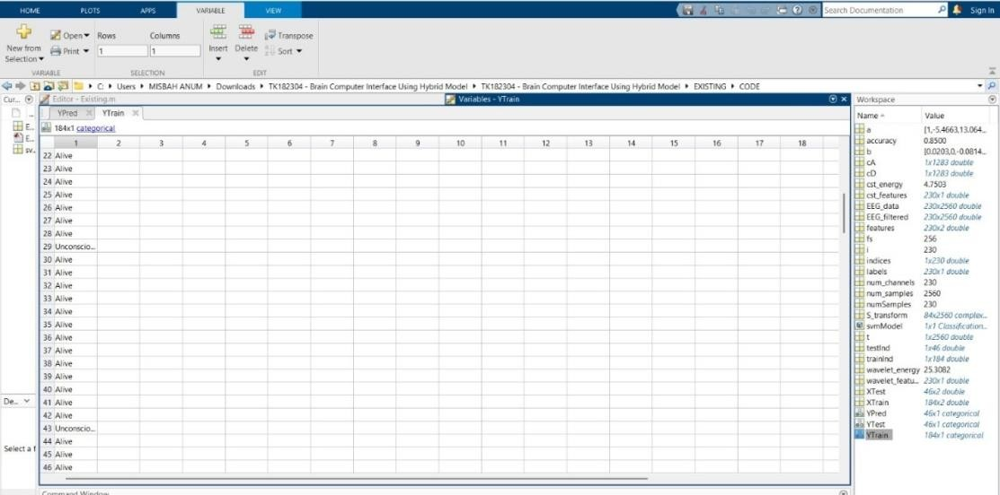 HOME PLOTS APPS VARIABLE VIEW Search Documentation Sign In
New from Selection Open Print Rows Columns 1 1 Insert Delete Transpose Sort
VARIABLE SELECTION EDIT
C: Users MISBAH ANUM Downloads TK182304 - Brain Computer Interface Using Hybrid Model TK182304 - Brain Computer Interface Using Hybrid Model EXISTING CODE
Cur... Editor - Existing.m Variables - YTrain Workspace
YPred YTrain
184x1 categorical
1 2 3 4 5 6 7 8 9 10 11 12 13 14 15 16 17 18
22 Alive
23 Alive
24 Alive
25 Alive
26 Alive
27 Alive
28 Alive
29 Unconscio...
30 Alive
31 Alive
32 Alive
33 Alive
34 Alive
35 Alive
36 Alive
37 Alive
38 Alive
39 Alive
40 Alive
41 Alive
42 Alive
43 Unconscio...
44 Alive
45 Alive
46 Alive
E...
E...
sv...
De...
Select a f
Command Window
Name Value
a [1,-5.4663,13.064...
accuracy 0.8500
b [0.0203,0,-0.0814...
cA 1x1283 double
cD 1x1283 double
cst_energy 4.7503
cst_features 230x1 double
EEG_data 230x2560 double
EEG_filtered 230x2560 double
features 230x2 double
fs 256
i 230
indices 1x230 double
labels 230x1 double
num_channels 230
num_samples 2560
numSamples 230
S_transform 84x2560 complex...
svmModel 1x1 Classification...
t 1x2560 double
testInd 1x46 double
trainInd 1x184 double
wavelet_energy 25.3082
wavelet_featu... 230x1 double
XTest 46x2 double
XTrain 184x2 double
YPred 46x1 categorical
YTest 46x1 categorical
YTrain 184x1 categorical